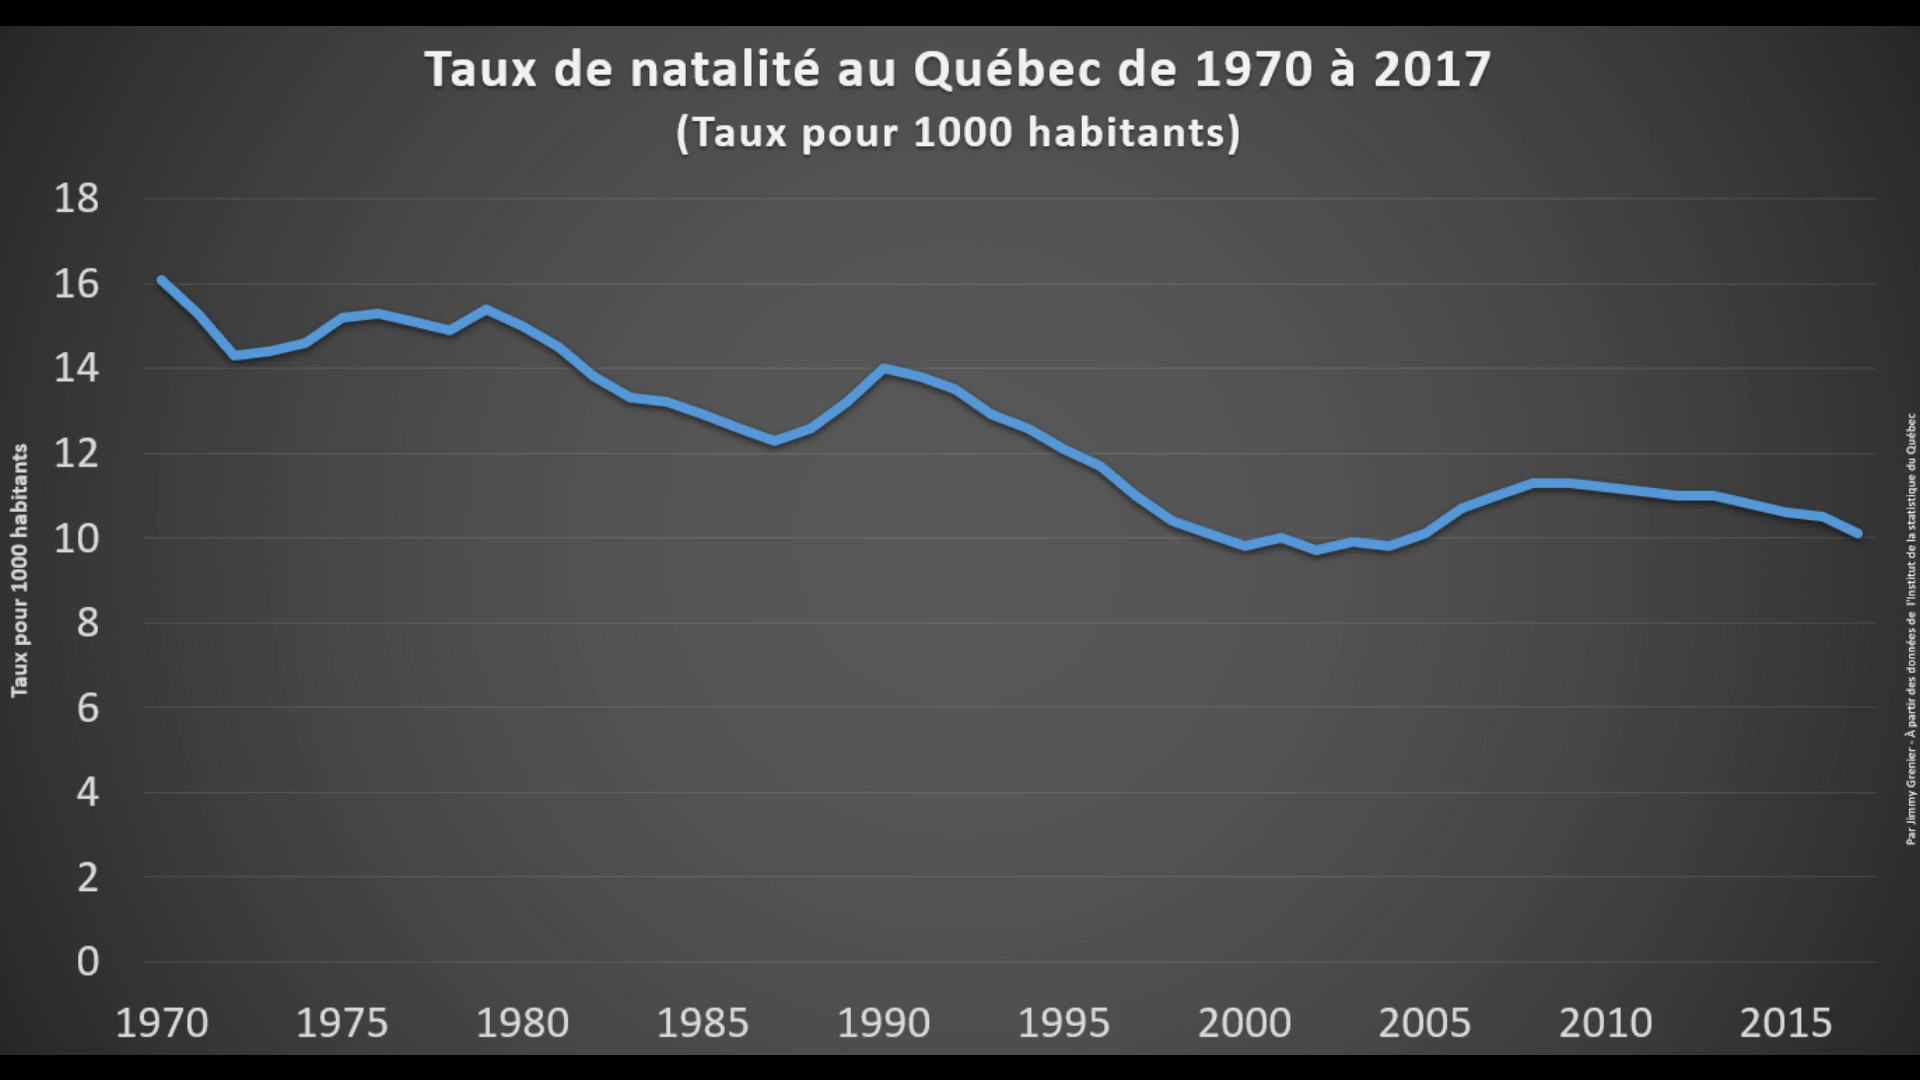 Taux de natalité au Québec de 1970 à 2017
(Taux pour 1000 habitants)
18
16
14
12
10
8
6
4
2
0
Taux pour 1000 habitants
1970 1975 1980 1985 1990 1995 2000 2005 2010 2015
Par Jimmy Grenier - À partir des données de l'Institut de la statistique du Québec